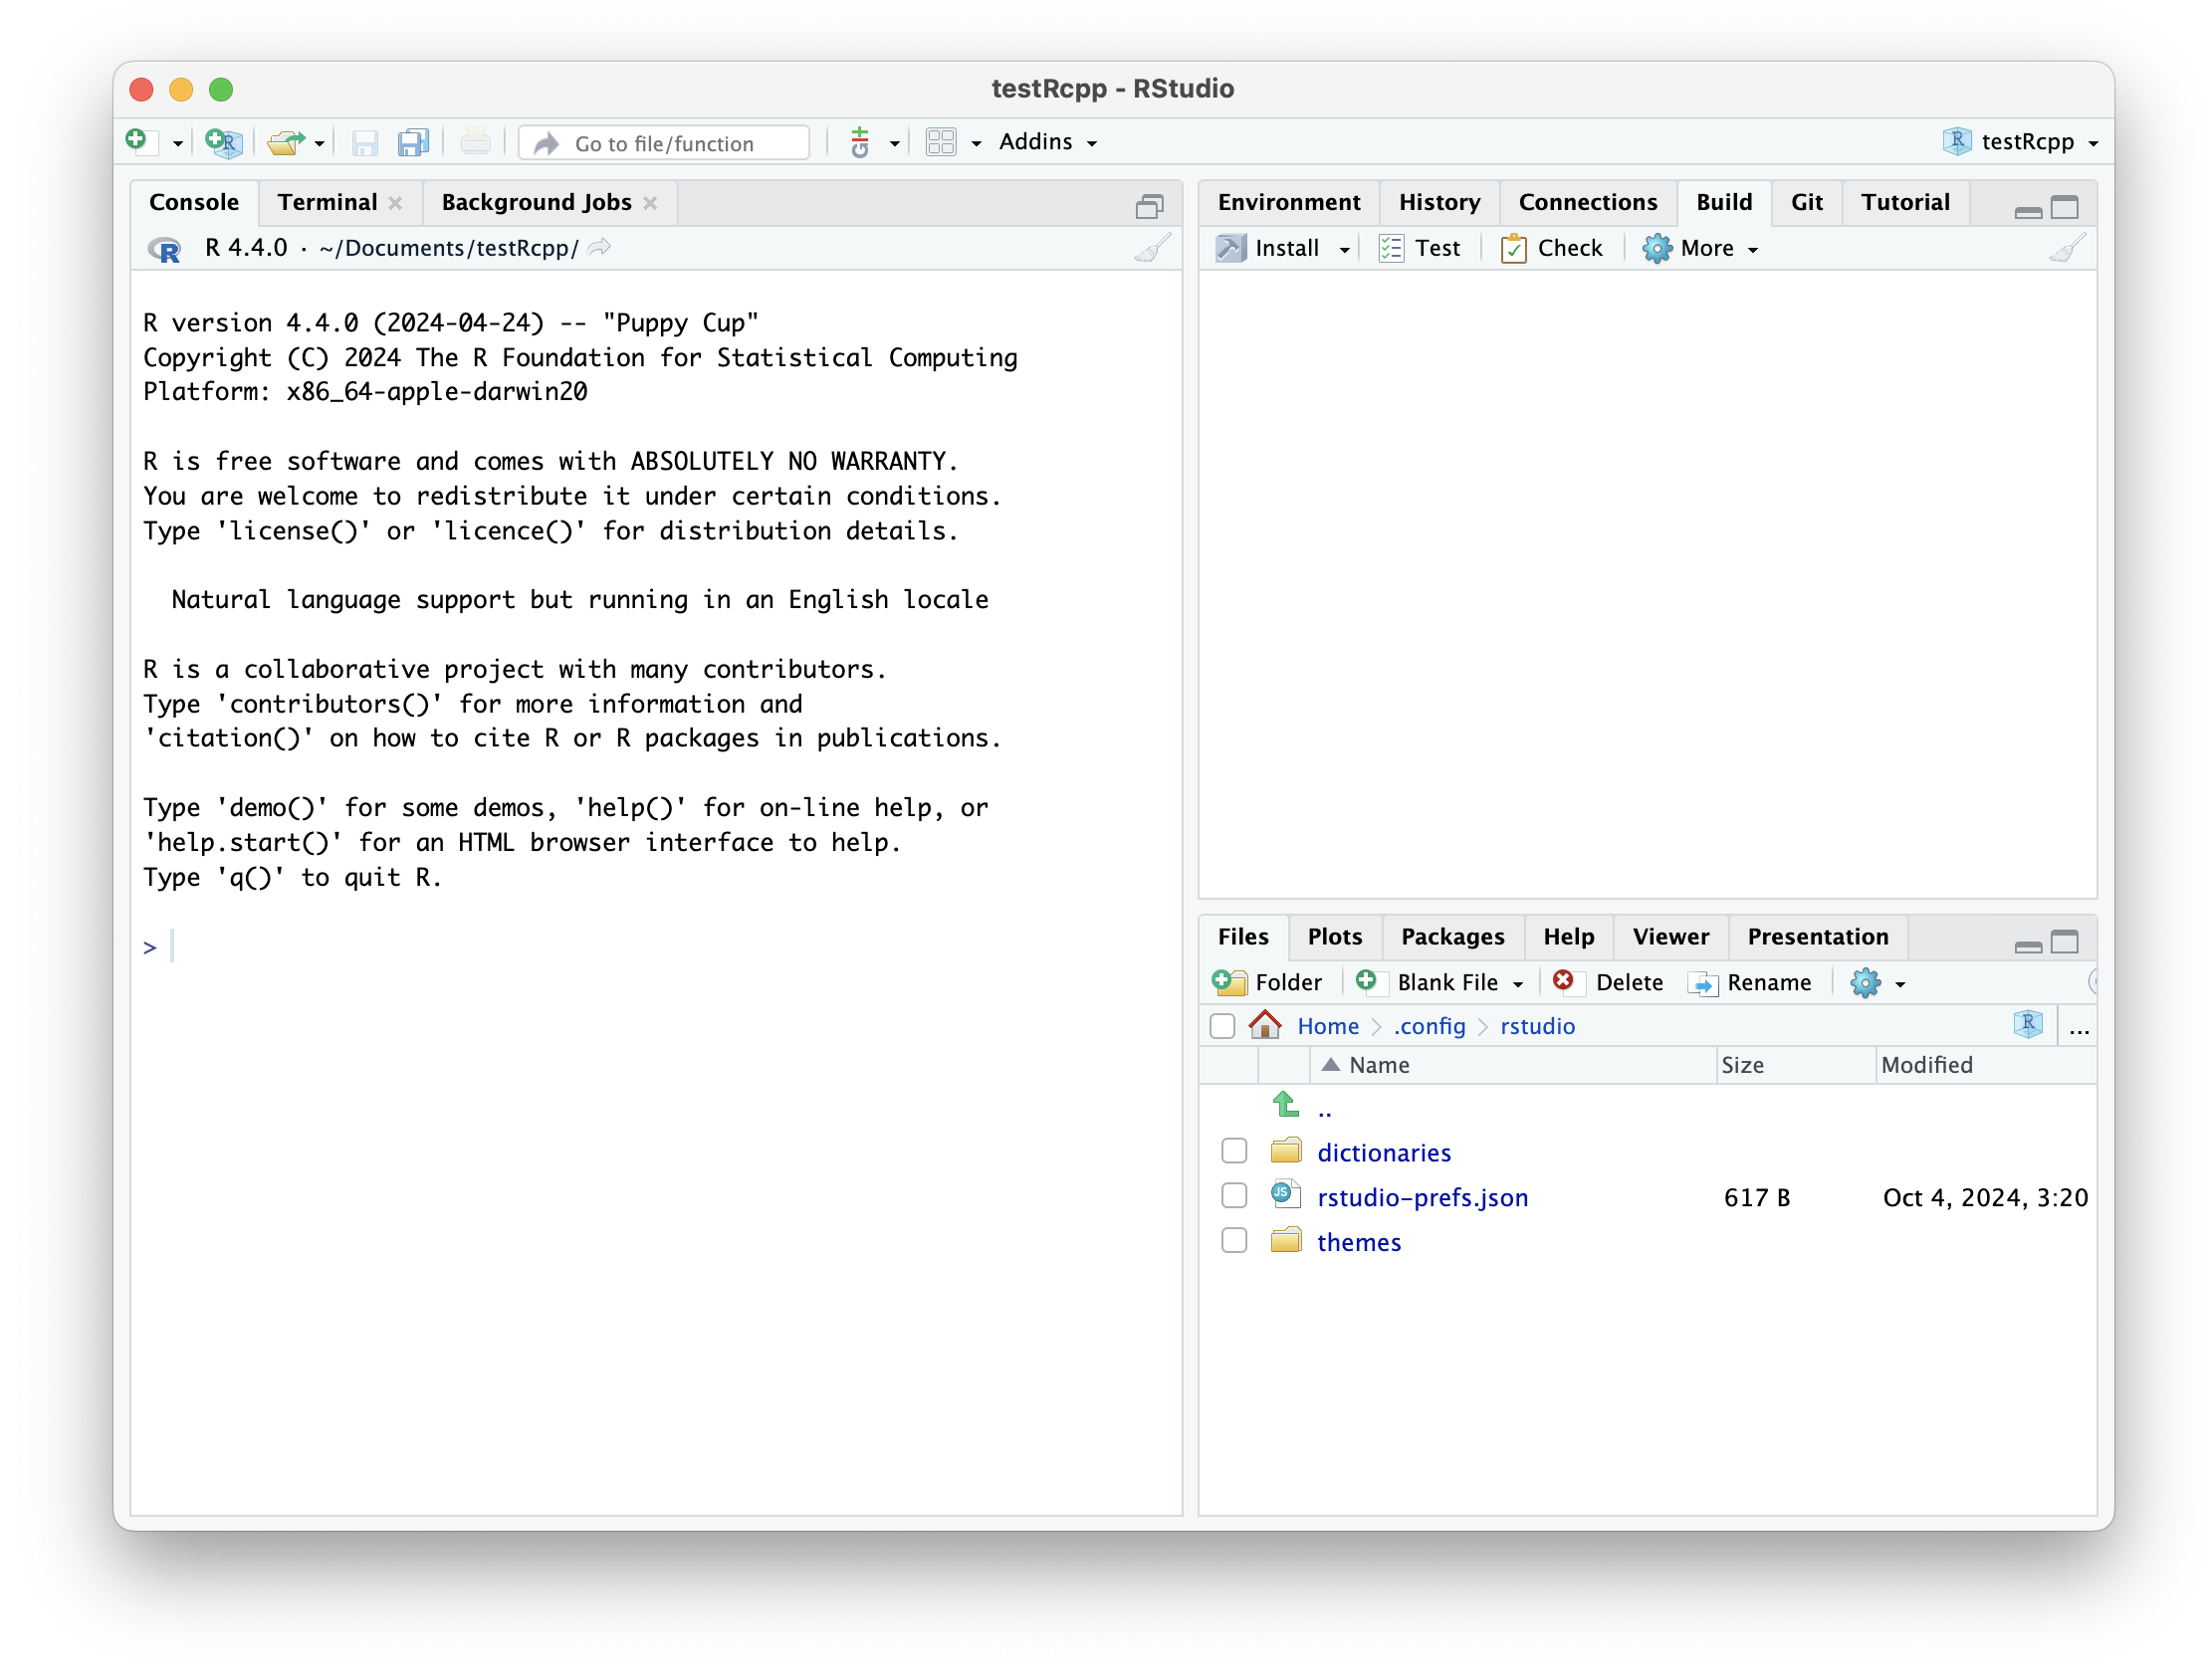 testRcpp - RStudio
Go to file/function
Addins
testRcpp
Console Terminal Background Jobs
R 4.4.0 · ~/Documents/testRcpp/
R version 4.4.0 (2024-04-24) -- "Puppy Cup"
Copyright (C) 2024 The R Foundation for Statistical Computing
Platform: x86_64-apple-darwin20
R is free software and comes with ABSOLUTELY NO WARRANTY.
You are welcome to redistribute it under certain conditions.
Type 'license()' or 'licence()' for distribution details.
Natural language support but running in an English locale
R is a collaborative project with many contributors.
Type 'contributors()' for more information and
'citation()' on how to cite R or R packages in publications.
Type 'demo()' for some demos, 'help()' for on-line help, or
'help.start()' for an HTML browser interface to help.
Type 'q()' to quit R.
>
Environment History Connections Build Git Tutorial
Install Test Check More
Files Plots Packages Help Viewer Presentation
Folder Blank File Delete Rename
Home .config rstudio ...
Name Size Modified
..
dictionaries
rstudio-prefs.json 617 B Oct 4, 2024, 3:20
themes